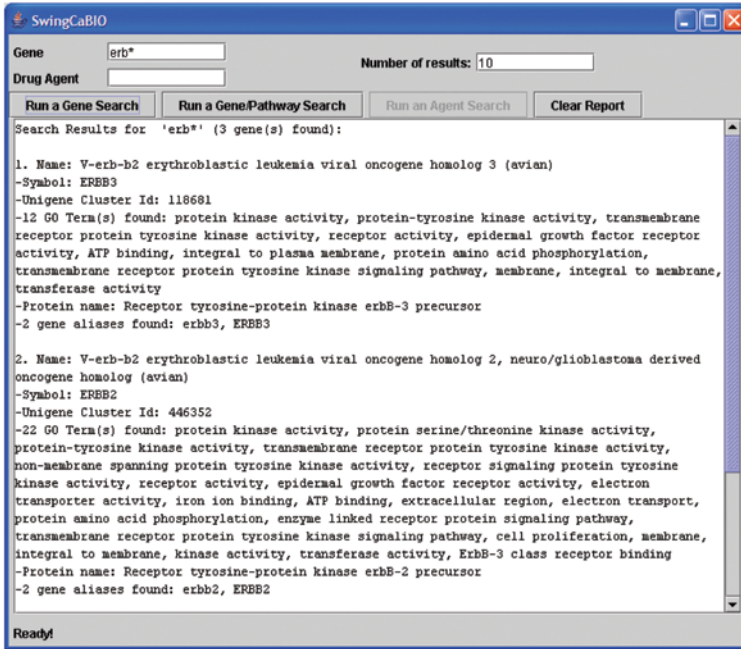 SwingCaBIO
Gene erb*
Number of results: 10
Drug Agent
Run a Gene Search Run a Gene/Pathway Search Run an Agent Search Clear Report
Search Results for 'erb*' (3 gene(s) found):
1. Name: V-erb-b2 erythroblastic leukemia viral oncogene homolog 3 (avian)
-Symbol: ERBB3
-Unigene Cluster Id: 118681
-12 GO Term(s) found: protein kinase activity, protein-tyrosine kinase activity, transmembrane
receptor protein tyrosine kinase activity, receptor activity, epidermal growth factor receptor
activity, ATP binding, integral to plasma membrane, protein amino acid phosphorylation,
transmembrane receptor protein tyrosine kinase signaling pathway, membrane, integral to membrane,
transferase activity
-Protein name: Receptor tyrosine-protein kinase erbB-3 precursor
-2 gene aliases found: erbb3, ERBB3
2. Name: V-erb-b2 erythroblastic leukemia viral oncogene homolog 2, neuro/glioblastoma derived
oncogene homolog (avian)
-Symbol: ERBB2
-Unigene Cluster Id: 446352
-22 GO Term(s) found: protein kinase activity, protein serine/threonine kinase activity,
protein-tyrosine kinase activity, transmembrane receptor protein tyrosine kinase activity,
non-membrane spanning protein tyrosine kinase activity, receptor signaling protein tyrosine
kinase activity, receptor activity, epidermal growth factor receptor activity, electron
transporter activity, iron ion binding, ATP binding, extracellular region, electron transport,
protein amino acid phosphorylation, enzyme linked receptor protein signaling pathway,
transmembrane receptor protein tyrosine kinase signaling pathway, cell proliferation, membrane,
integral to membrane, kinase activity, transferase activity, ErbB-3 class receptor binding
-Protein name: Receptor tyrosine-protein kinase erbB-2 precursor
-2 gene aliases found: erbb2, ERBB2
Ready!